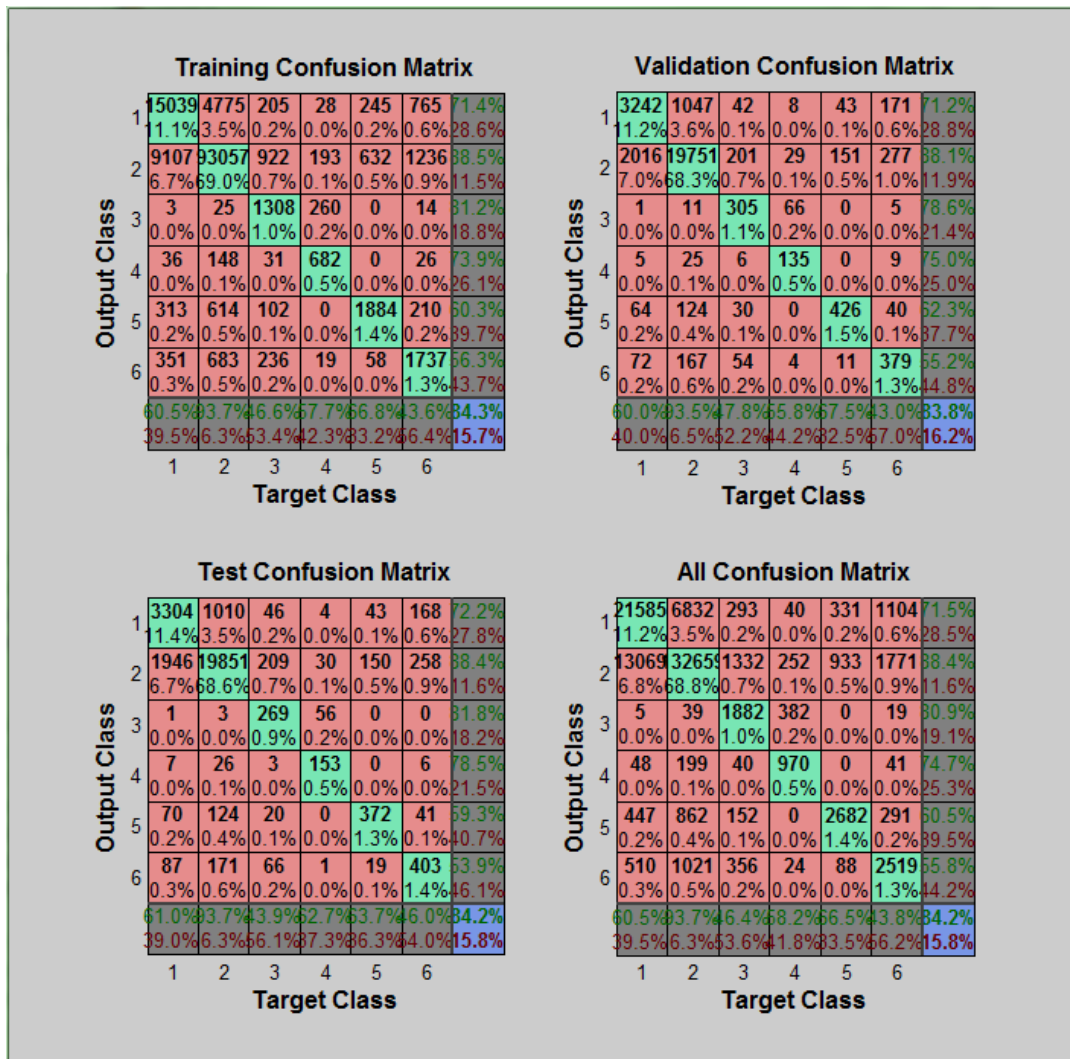 Training Confusion Matrix
1 15039 4775 205 28 245 765 71.4%
11.1% 3.5% 0.2% 0.0% 0.2% 0.6% 28.6%
2 9107 93057 922 193 632 1236 88.5%
6.7% 69.0% 0.7% 0.1% 0.5% 0.9% 11.5%
3 3 25 1308 260 0 14 81.2%
0.0% 0.0% 1.0% 0.2% 0.0% 0.0% 18.8%
4 36 148 31 682 0 26 73.9%
0.0% 0.1% 0.0% 0.5% 0.0% 0.0% 26.1%
5 313 614 102 0 1884 210 60.3%
0.2% 0.5% 0.1% 0.0% 1.4% 0.2% 39.7%
6 351 683 236 19 58 1737 56.3%
0.3% 0.5% 0.2% 0.0% 0.0% 1.3% 43.7%
60.5% 93.7% 46.6% 57.7% 66.8% 43.6% 84.3%
39.5% 6.3% 53.4% 42.3% 33.2% 56.4% 15.7%
1 2 3 4 5 6
Target Class
Output Class
Validation Confusion Matrix
1 3242 1047 42 8 43 171 71.2%
11.2% 3.6% 0.1% 0.0% 0.1% 0.6% 28.8%
2 2016 19751 201 29 151 277 88.1%
7.0% 68.3% 0.7% 0.1% 0.5% 1.0% 11.9%
3 1 11 305 66 0 5 78.6%
0.0% 0.0% 1.1% 0.2% 0.0% 0.0% 21.4%
4 5 25 6 135 0 9 75.0%
0.0% 0.1% 0.0% 0.5% 0.0% 0.0% 25.0%
5 64 124 30 0 426 40 62.3%
0.2% 0.4% 0.1% 0.0% 1.5% 0.1% 37.7%
6 72 167 54 4 11 379 55.2%
0.2% 0.6% 0.2% 0.0% 0.0% 1.3% 44.8%
60.0% 93.5% 47.8% 55.8% 67.5% 43.0% 83.8%
40.0% 6.5% 52.2% 44.2% 32.5% 57.0% 16.2%
1 2 3 4 5 6
Target Class
Output Class
Test Confusion Matrix
1 3304 1010 46 4 43 168 72.2%
11.4% 3.5% 0.2% 0.0% 0.1% 0.6% 27.8%
2 1946 19851 209 30 150 258 88.4%
6.7% 68.6% 0.7% 0.1% 0.5% 0.9% 11.6%
3 1 3 269 56 0 0 81.8%
0.0% 0.0% 0.9% 0.2% 0.0% 0.0% 18.2%
4 7 26 3 153 0 6 78.5%
0.0% 0.1% 0.0% 0.5% 0.0% 0.0% 21.5%
5 70 124 20 0 372 41 59.3%
0.2% 0.4% 0.1% 0.0% 1.3% 0.1% 40.7%
6 87 171 66 1 19 403 53.9%
0.3% 0.6% 0.2% 0.0% 0.1% 1.4% 46.1%
61.0% 93.7% 43.9% 62.7% 63.7% 46.0% 84.2%
39.0% 6.3% 56.1% 37.3% 36.3% 54.0% 15.8%
1 2 3 4 5 6
Target Class
Output Class
All Confusion Matrix
1 21585 6832 293 40 331 1104 71.5%
11.2% 3.5% 0.2% 0.0% 0.2% 0.6% 28.5%
2 13069 132659 1332 252 933 1771 88.4%
6.8% 68.8% 0.7% 0.1% 0.5% 0.9% 11.6%
3 5 39 1882 382 0 19 80.9%
0.0% 0.0% 1.0% 0.2% 0.0% 0.0% 19.1%
4 48 199 40 970 0 41 74.7%
0.0% 0.1% 0.0% 0.5% 0.0% 0.0% 25.3%
5 447 862 152 0 2682 291 60.5%
0.2% 0.4% 0.1% 0.0% 1.4% 0.2% 39.5%
6 510 1021 356 24 88 2519 55.8%
0.3% 0.5% 0.2% 0.0% 0.0% 1.3% 44.2%
60.5% 93.7% 46.4% 58.2% 66.5% 43.8% 84.2%
39.5% 6.3% 53.6% 41.8% 33.5% 56.2% 15.8%
1 2 3 4 5 6
Target Class
Output Class